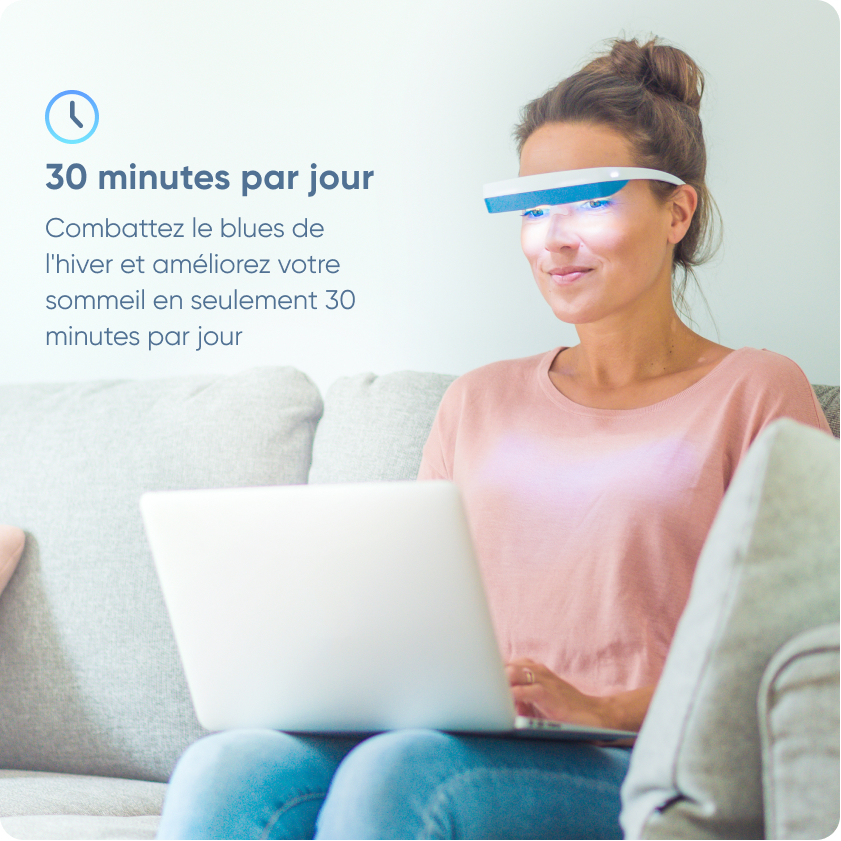 30 minutes par jour
Combattez le blues de
l'hiver et améliorez votre
sommeil en seulement 30
minutes par jour